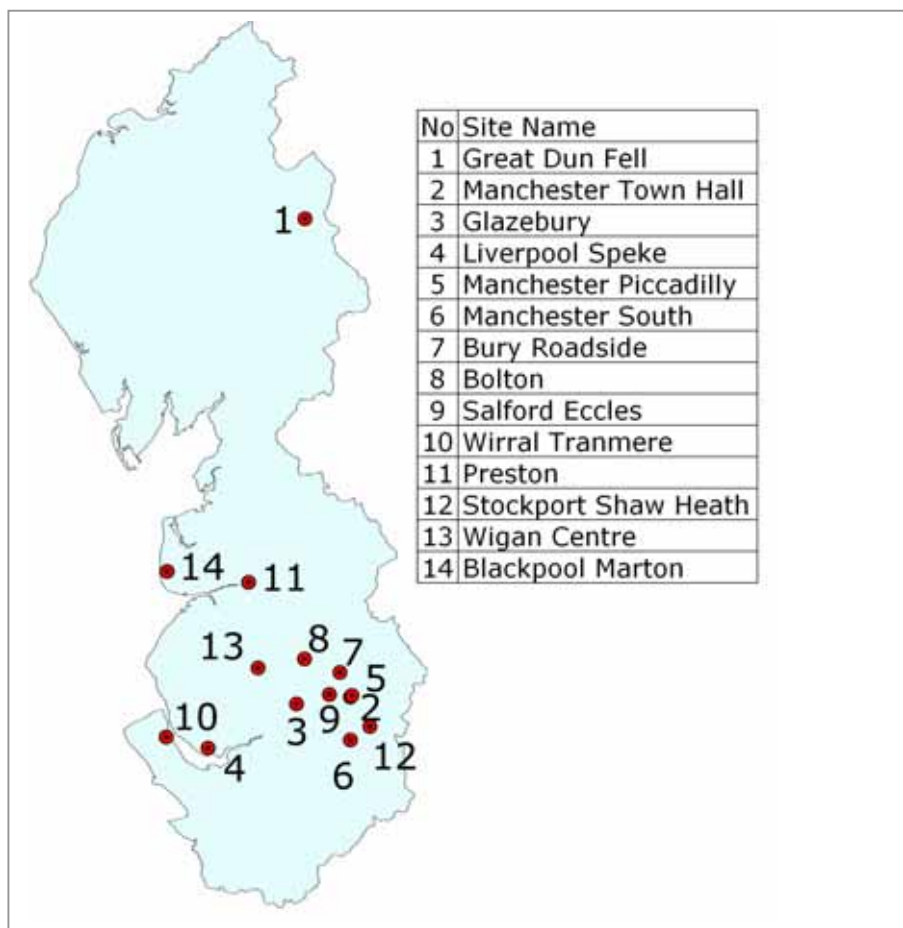 No Site Name
1 Great Dun Fell
2 Manchester Town Hall
3 Glazebury
4 Liverpool Speke
5 Manchester Piccadilly
6 Manchester South
7 Bury Roadside
8 Bolton
9 Salford Eccles
10 Wirral Tranmere
11 Preston
12 Stockport Shaw Heath
13 Wigan Centre
14 Blackpool Marton
1
14
11
8
13
7
5
9
2
3
10
12
6
4